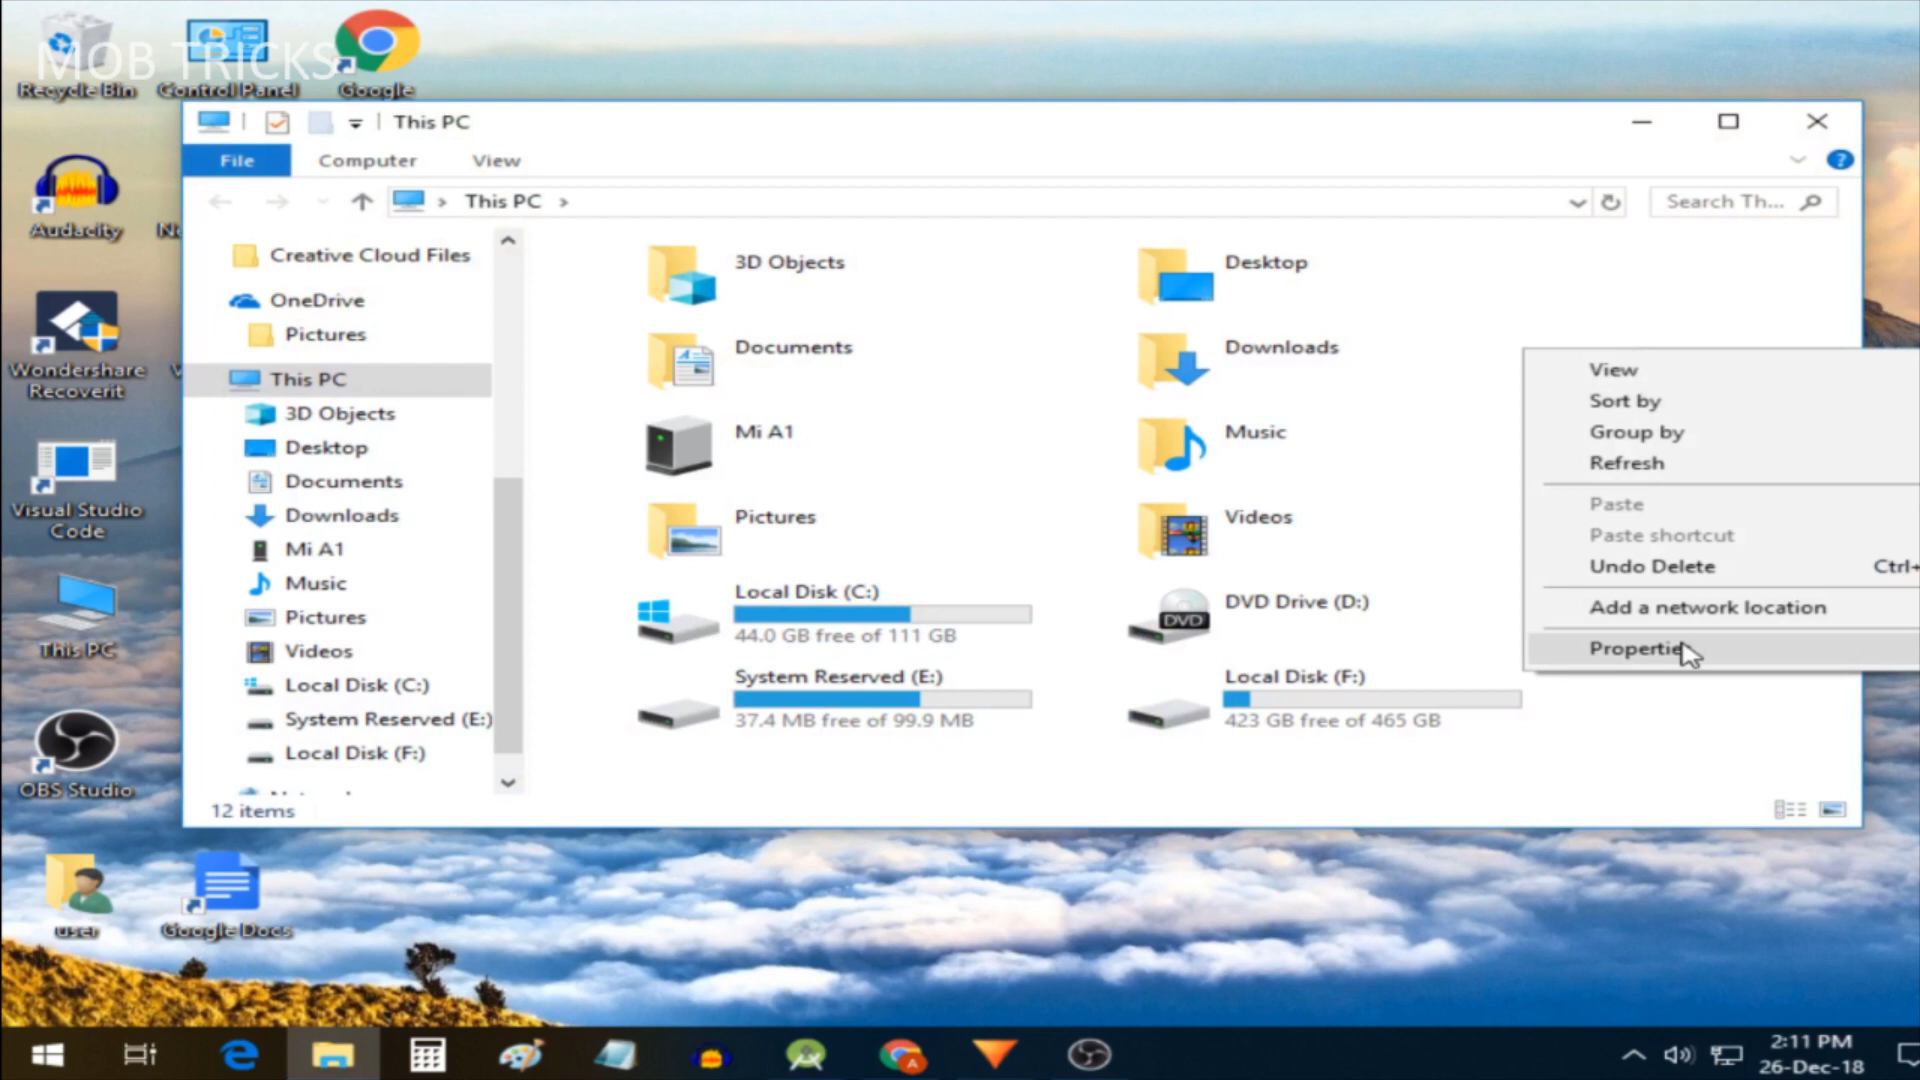 MOB TRICKS
Recycle Bin
Control Panel
Google
This PC
File
Computer
View
This PC
Search Th...
Audacity
Wondershare
Recoverit
Visual Studio
Code
This PC
OBS Studio
user
Google Docs
Creative Cloud Files
OneDrive
Pictures
This PC
3D Objects
Desktop
Documents
Downloads
Mi A1
Music
Pictures
Videos
Local Disk (C:)
System Reserved (E:)
Local Disk (F:)
12 items
3D Objects
Desktop
Documents
Downloads
Mi A1
Music
Pictures
Videos
Local Disk (C:)
44.0 GB free of 111 GB
DVD Drive (D:)
DVD
System Reserved (E:)
37.4 MB free of 99.9 MB
Local Disk (F:)
423 GB free of 465 GB
View
Sort by
Group by
Refresh
Paste
Paste shortcut
Undo Delete Ctrl+
Add a network location
Properties
2:11 PM
26-Dec-18